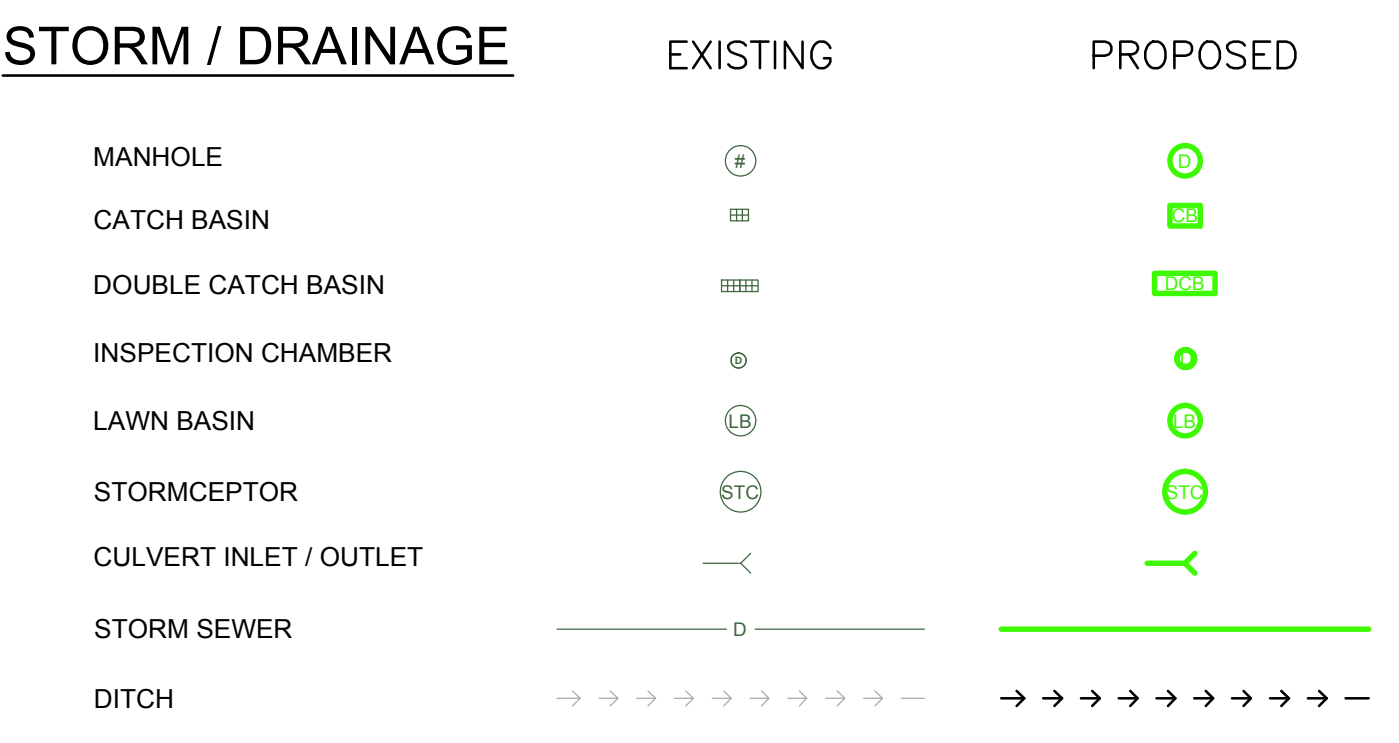 STORM / DRAINAGE EXISTING PROPOSED
MANHOLE # D
CATCH BASIN CB
DOUBLE CATCH BASIN DCB
INSPECTION CHAMBER D D
LAWN BASIN LB LB
STORMCEPTOR STC STC
CULVERT INLET / OUTLET
STORM SEWER D
DITCH